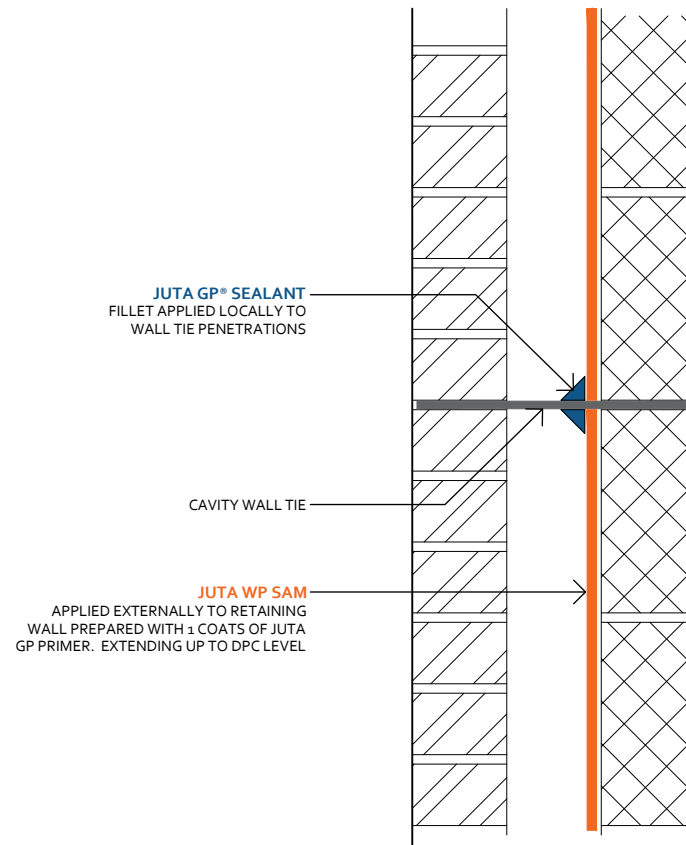 JUTA GP® SEALANT
FILLET APPLIED LOCALLY TO
WALL TIE PENETRATIONS
CAVITY WALL TIE
JUTA WP SAM
APPLIED EXTERNALLY TO RETAINING
WALL PREPARED WITH 1 COATS OF JUTA
GP PRIMER. EXTENDING UP TO DPC LEVEL